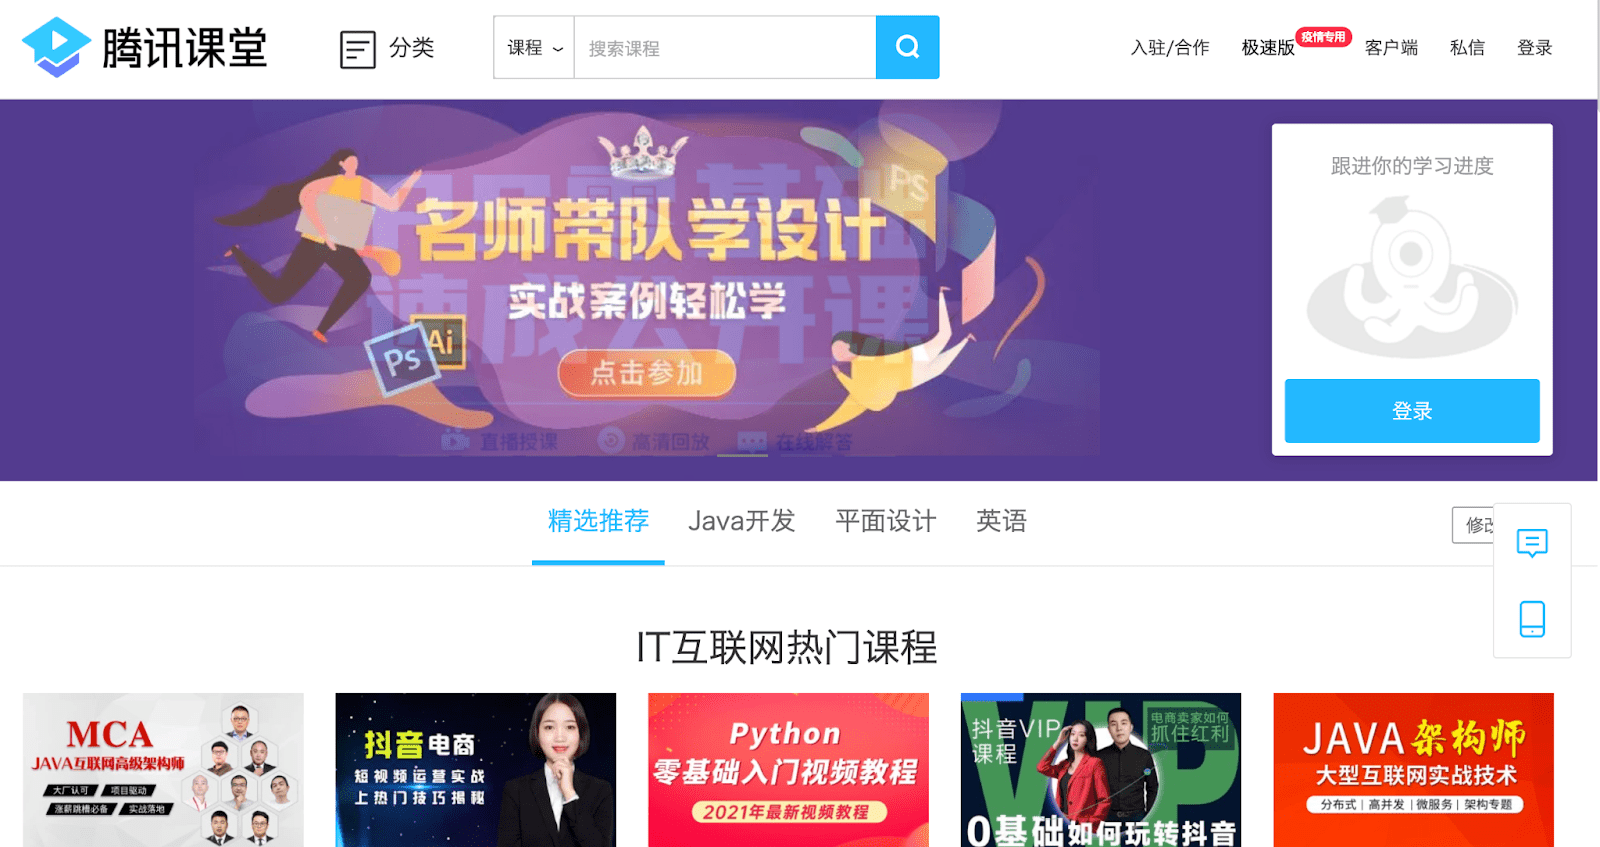 腾讯课堂
分类
课程
搜索课程
入驻/合作
极速版
疫情专用
客户端
私信
登录
名师带队学设计
实战案例轻松学
点击参加
PS
Ai
Ps
速成公开课
直播授课
高清回放
在线解答
跟进你的学习进度
登录
精选推荐
Java开发
平面设计
英语
修改
IT互联网热门课程
MCA
JAVA互联网高级架构师
大厂认可
项目驱动
涨薪跳槽必备
实战落地
抖音电商
短视频运营实战
上热门技巧揭秘
Python
零基础入门视频教程
2021年最新视频教程
VIP
抖音VIP
课程
电商卖家如何
抓住红利
0基础如何玩转抖音
JAVA架构师
大型互联网实战技术
分布式 | 高并发 | 微服务 | 架构专题